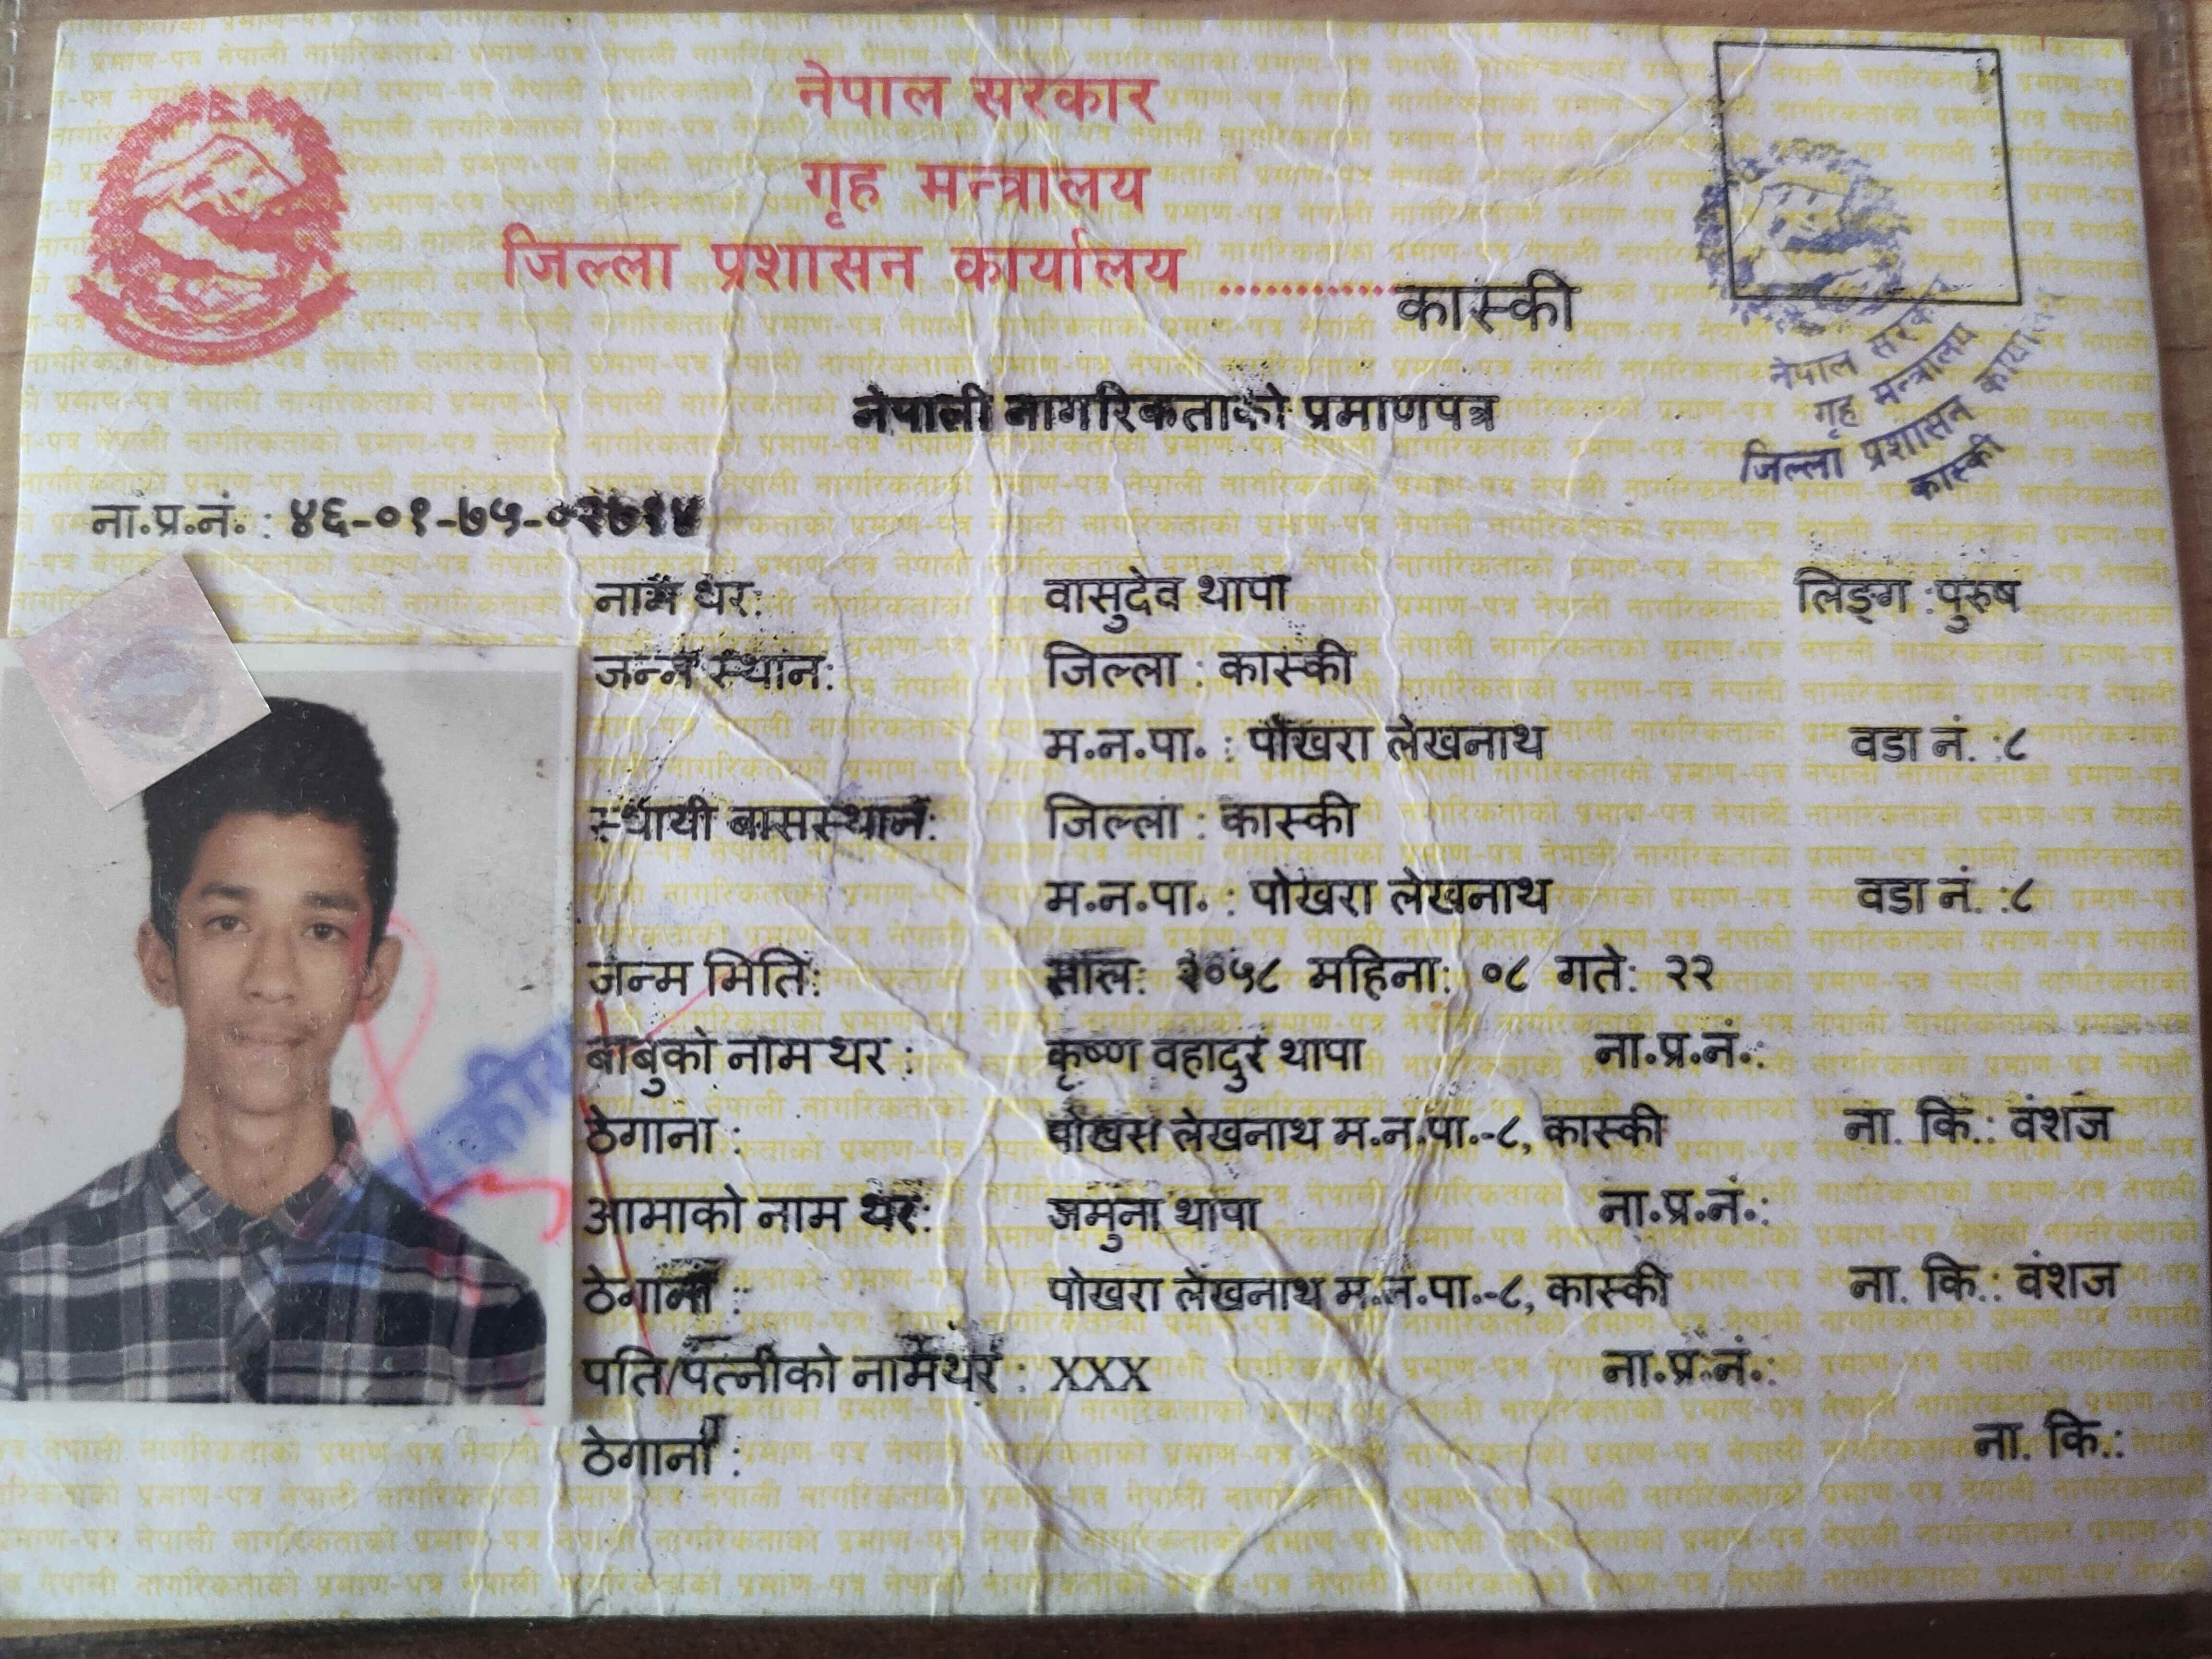 नेपाल सरकार
गृह मन्त्रालय
जिल्ला प्रशासन कार्यालय ............कास्की
नेपाल सरकार
गृह मन्त्रालय
जिल्ला प्रशासन कार्यालय
कास्की
नेपाली नागरिकताको प्रमाणपत्र
ना.प्र.नं. : ४६-०१-७५-
नाम थर: वासुदेव थापा लिङ्ग :पुरुष
जन्म स्थान: जिल्ला : कास्की
म.न.पा. : पोखरा लेखनाथ वडा नं. :८
स्थायी बासस्थान: जिल्ला : कास्की
म.न.पा. : पोखरा लेखनाथ वडा नं. :८
जन्म मिति: साल: २०५८ महिना: ०८ गते: २२
बाबुको नाम थर : कृष्ण वहादुर थापा ना.प्र.नं.:
ठेगाना : पोखरा लेखनाथ म.न.पा.-८, कास्की ना. कि.: वंशज
आमाको नाम थर: जमुना थापा ना.प्र.नं.:
ठेगाना : पोखरा लेखनाथ म.न.पा.-८, कास्की ना. कि.: वंशज
पति/पत्नीको नामथर : XXX ना.प्र.नं.:
ठेगाना : ना. कि.: